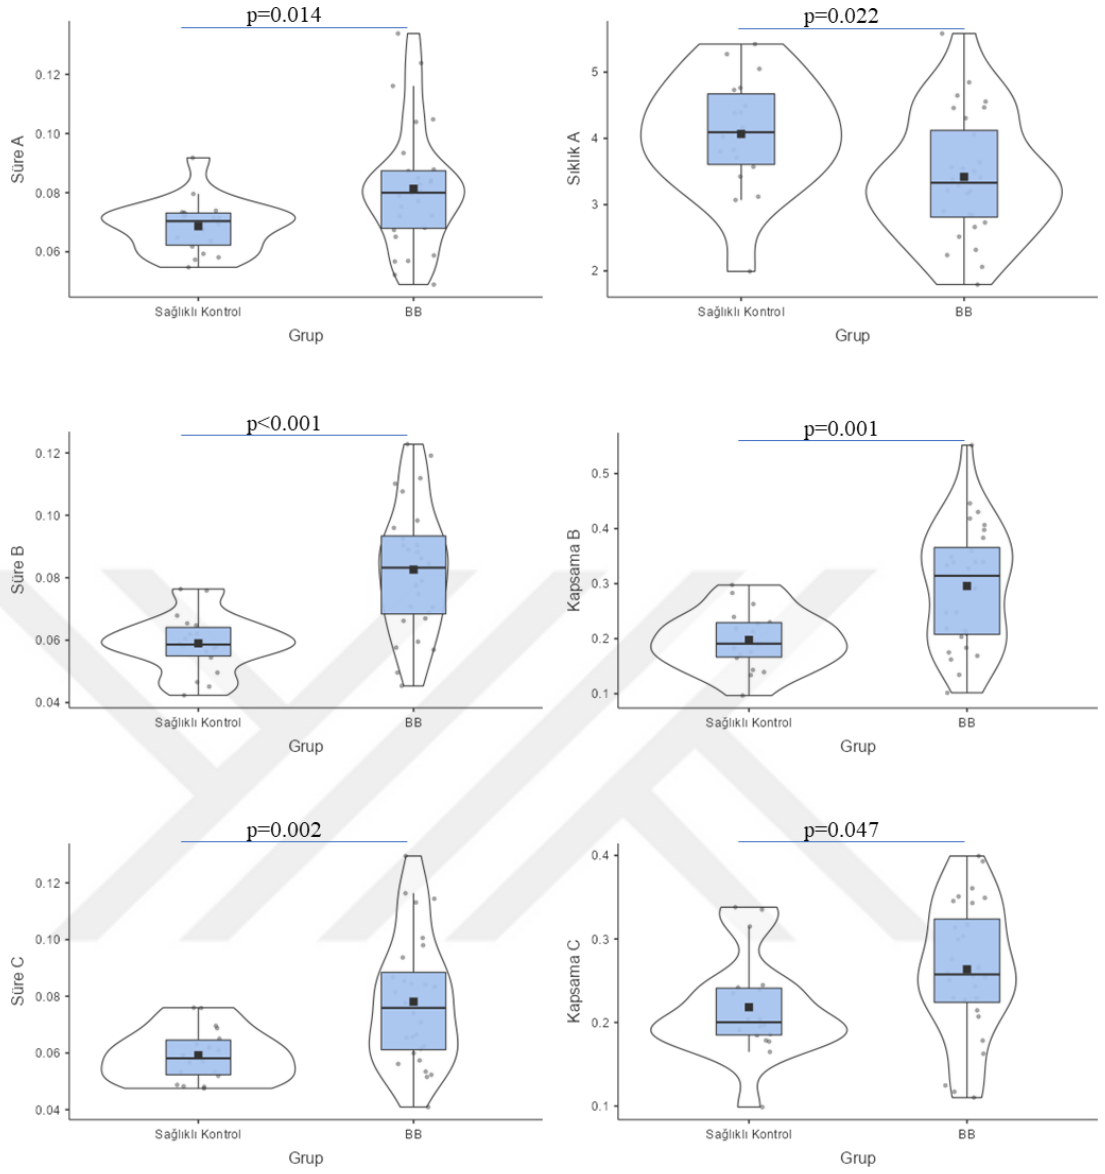 p=0.014
0.12
0.10
0.08
0.06
Süre A
Sağlıklı Kontrol
BB
Grup
p=0.022
5
4
3
2
Sıklık A
Sağlıklı Kontrol
BB
Grup
p<0.001
0.12
0.10
0.08
0.06
0.04
Süre B
Sağlıklı Kontrol
BB
Grup
p=0.001
0.5
0.4
0.3
0.2
0.1
Kapsama B
Sağlıklı Kontrol
BB
Grup
p=0.002
0.12
0.10
0.08
0.06
0.04
Süre C
Sağlıklı Kontrol
BB
Grup
p=0.047
0.4
0.3
0.2
0.1
Kapsama C
Sağlıklı Kontrol
BB
Grup